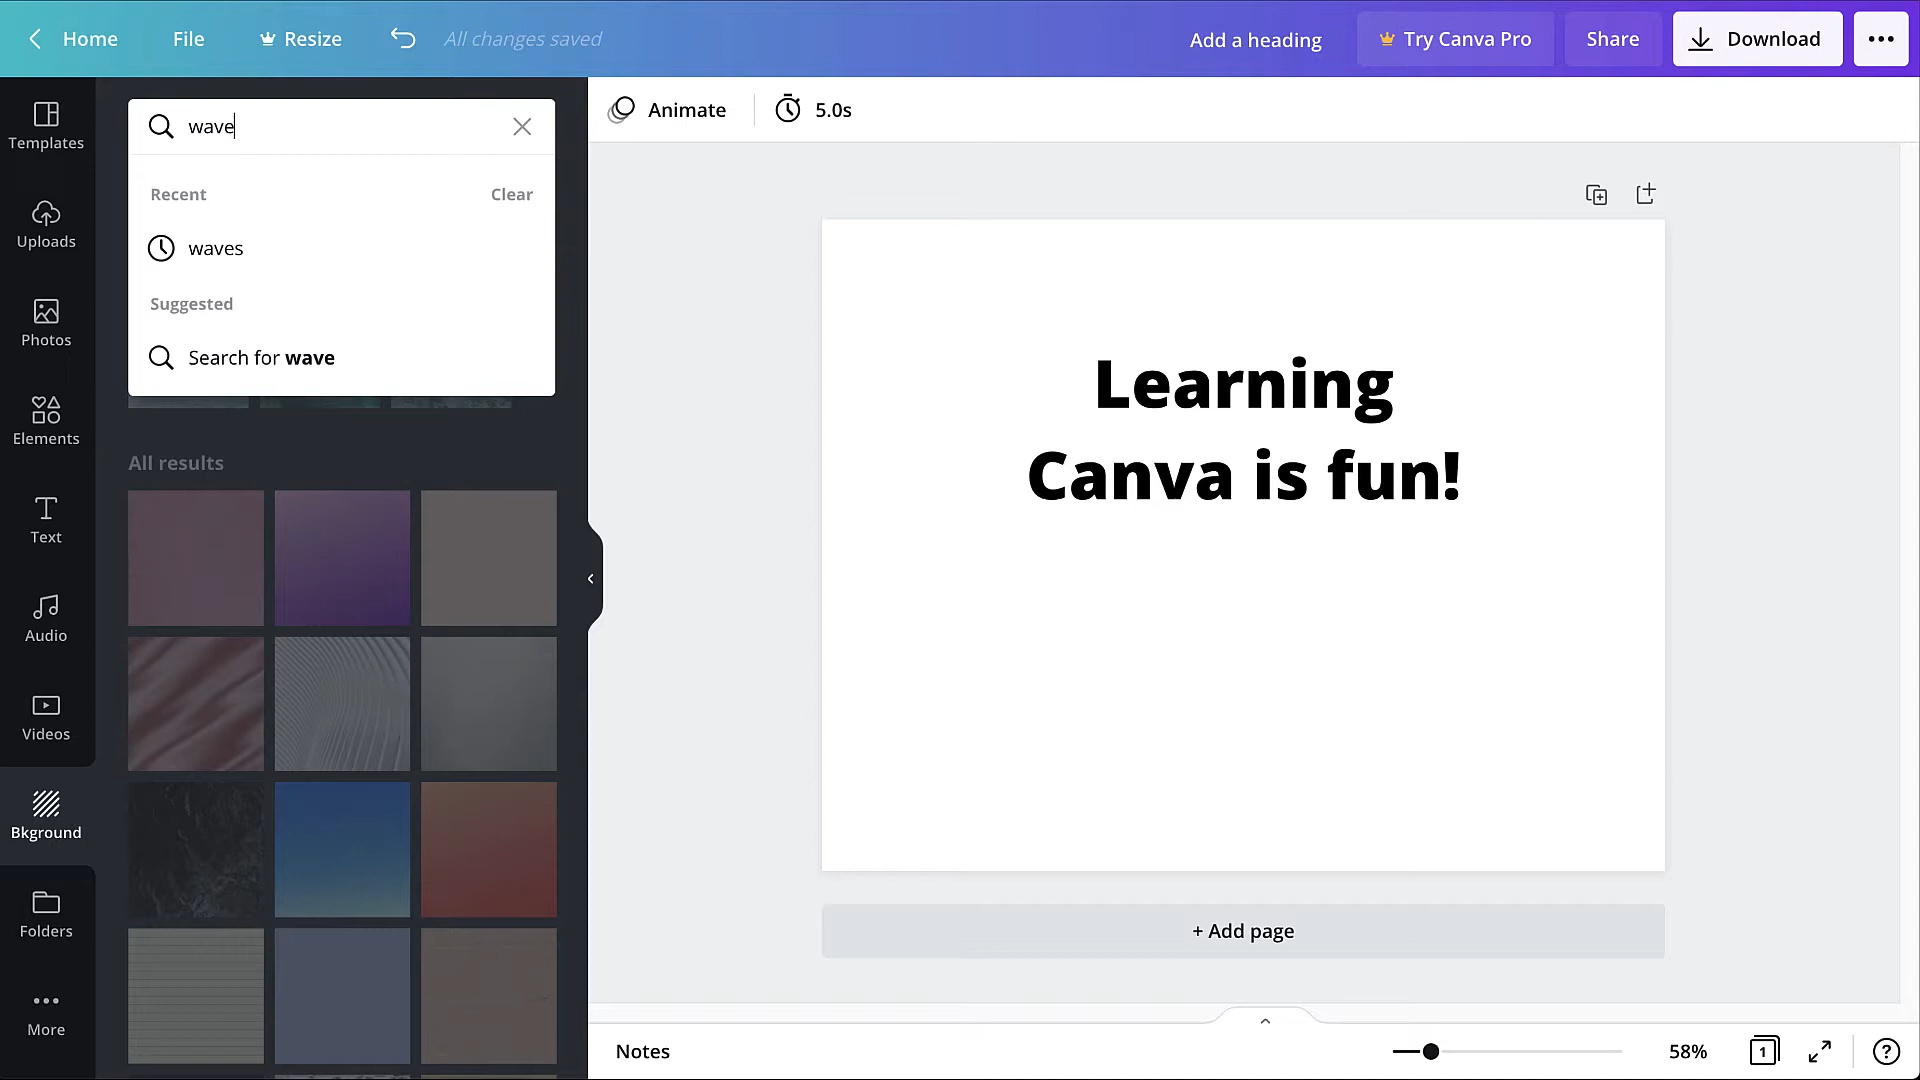 Home File Resize All changes saved Add a heading Try Canva Pro Share Download
Templates
Uploads
Photos
Elements
Text
Audio
Videos
Bkground
Folders
More
wave
Recent Clear
waves
Suggested
Search for wave
All results
Animate 5.0s
Learning
Canva is fun!
+ Add page
Notes 58% 1 ?